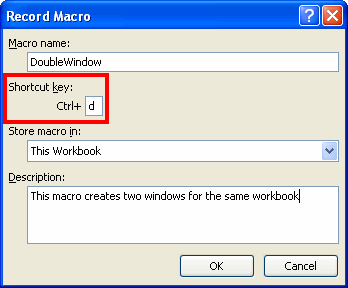 Record Macro
Macro name:
DoubleWindow
Shortcut key:
Ctrl+ d
Store macro in:
This Workbook
Description:
This macro creates two windows for the same workbook
OK Cancel